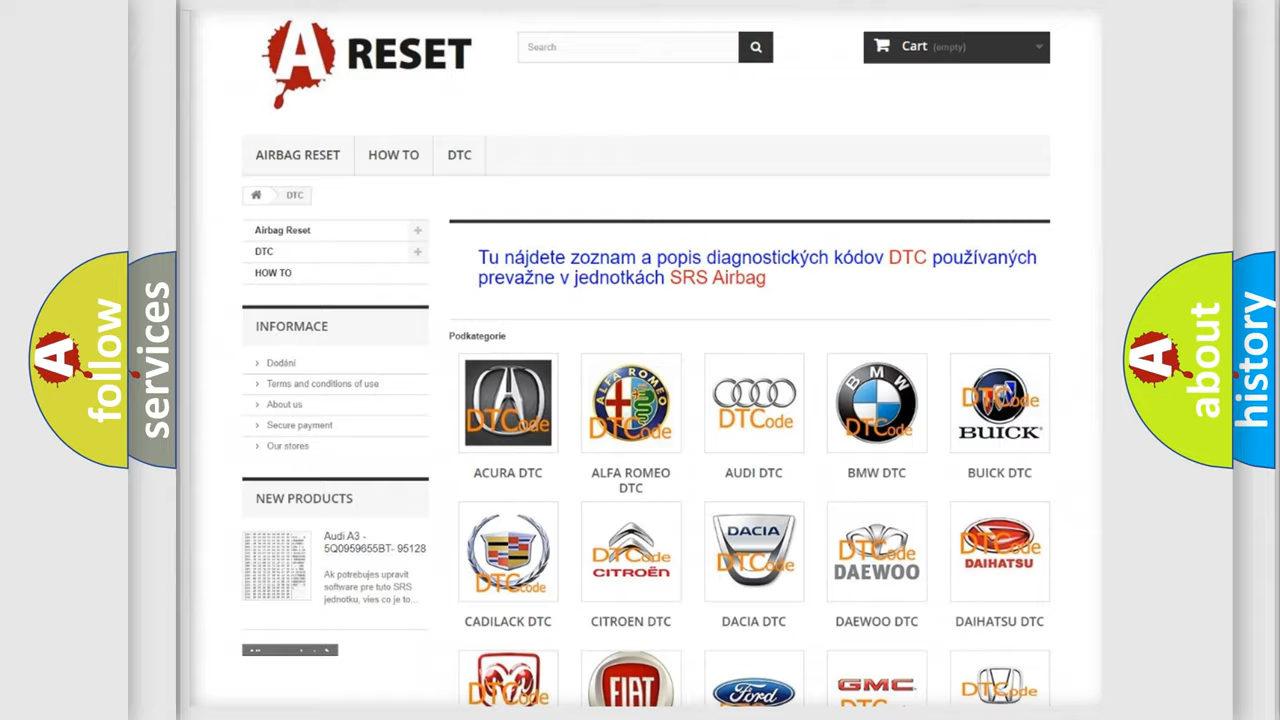 A RESET
Search
Cart (empty)
AIRBAG RESET
HOW TO
DTC
DTC
Airbag Reset
DTC
HOW TO
Tu nájdete zoznam a popis diagnostických kódov DTC používaných
prevažne v jednotkách SRS Airbag
INFORMACE
Dodání
Terms and conditions of use
About us
Secure payment
Our stores
NEW PRODUCTS
Audi A3 -
5Q0959655BT- 95128
Ak potrebujes upravit
software pre tuto SRS
jednotku, vies co je to...
Podkategorie
DTCode
ALFA ROMEO
DTCode
DTCode
BMW
DTCode
DTCode
BUICK
ACURA DTC
ALFA ROMEO
DTC
AUDI DTC
BMW DTC
BUICK DTC
DTCode
DTCode
CITROËN
DACIA
DTCode
DTCode
DAEWOO
DTCode
DAIHATSU
CADILACK DTC
CITROEN DTC
DACIA DTC
DAEWOO DTC
DAIHATSU DTC
DTCode
FIAT
Ford
GMC
DTCode
A
follow
services
A
about
history